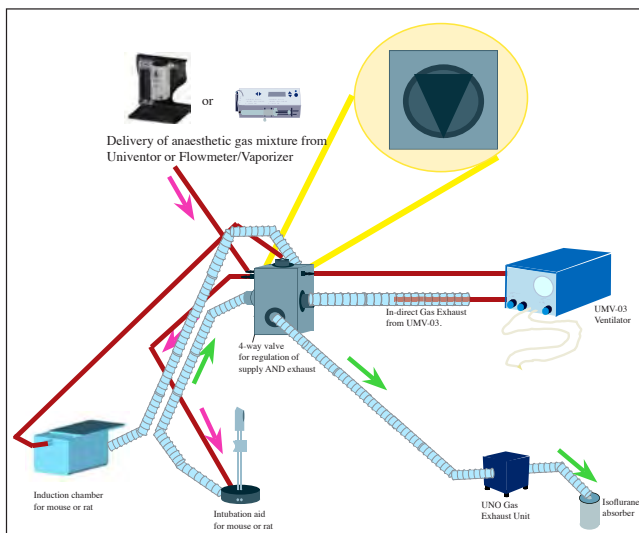 or
Delivery of anaesthetic gas mixture from
Univentor or Flowmeter/Vaporizer
In-direct Gas Exhaust
from UMV-03.
UMV-03
Ventilator
4-way valve
for regulation of
supply AND exhaust
Induction chamber
for mouse or rat
Intubation aid
for mouse or rat
UNO Gas
Exhaust Unit
Isoflurane
absorber